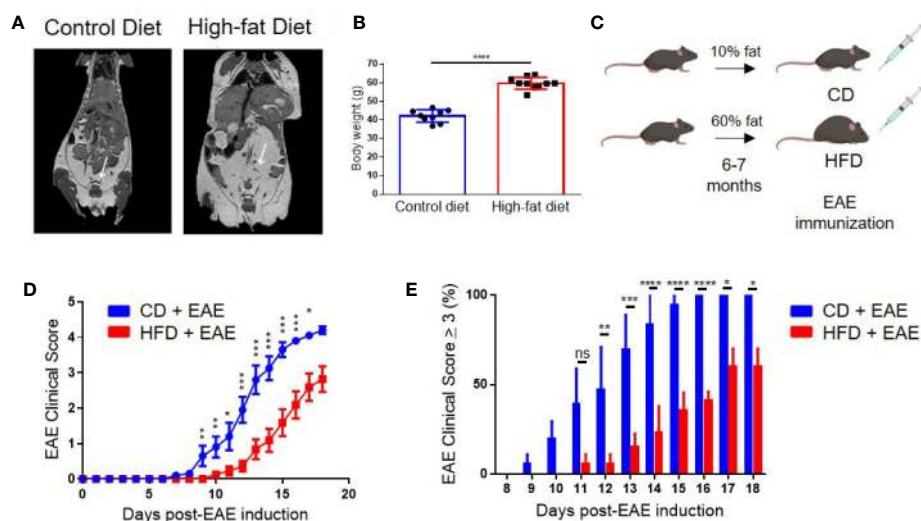 A
Control Diet
High-fat Diet
B
****
Body weight (g)
70
60
50
40
30
20
10
0
Control diet
High-fat diet
C
10% fat
CD
60% fat
6-7
months
HFD
EAE
immunization
D
CD + EAE
HFD + EAE
EAE Clinical Score
5
4
3
2
1
0
** ** * *** *** *** *** *** *
0 5 10 15 20
Days post-EAE induction
E
CD + EAE
HFD + EAE
EAE Clinical Score ≥ 3 (%)
100
50
0
ns ** *** **** **** **** * *
8 9 10 11 12 13 14 15 16 17 18
Days post-EAE induction